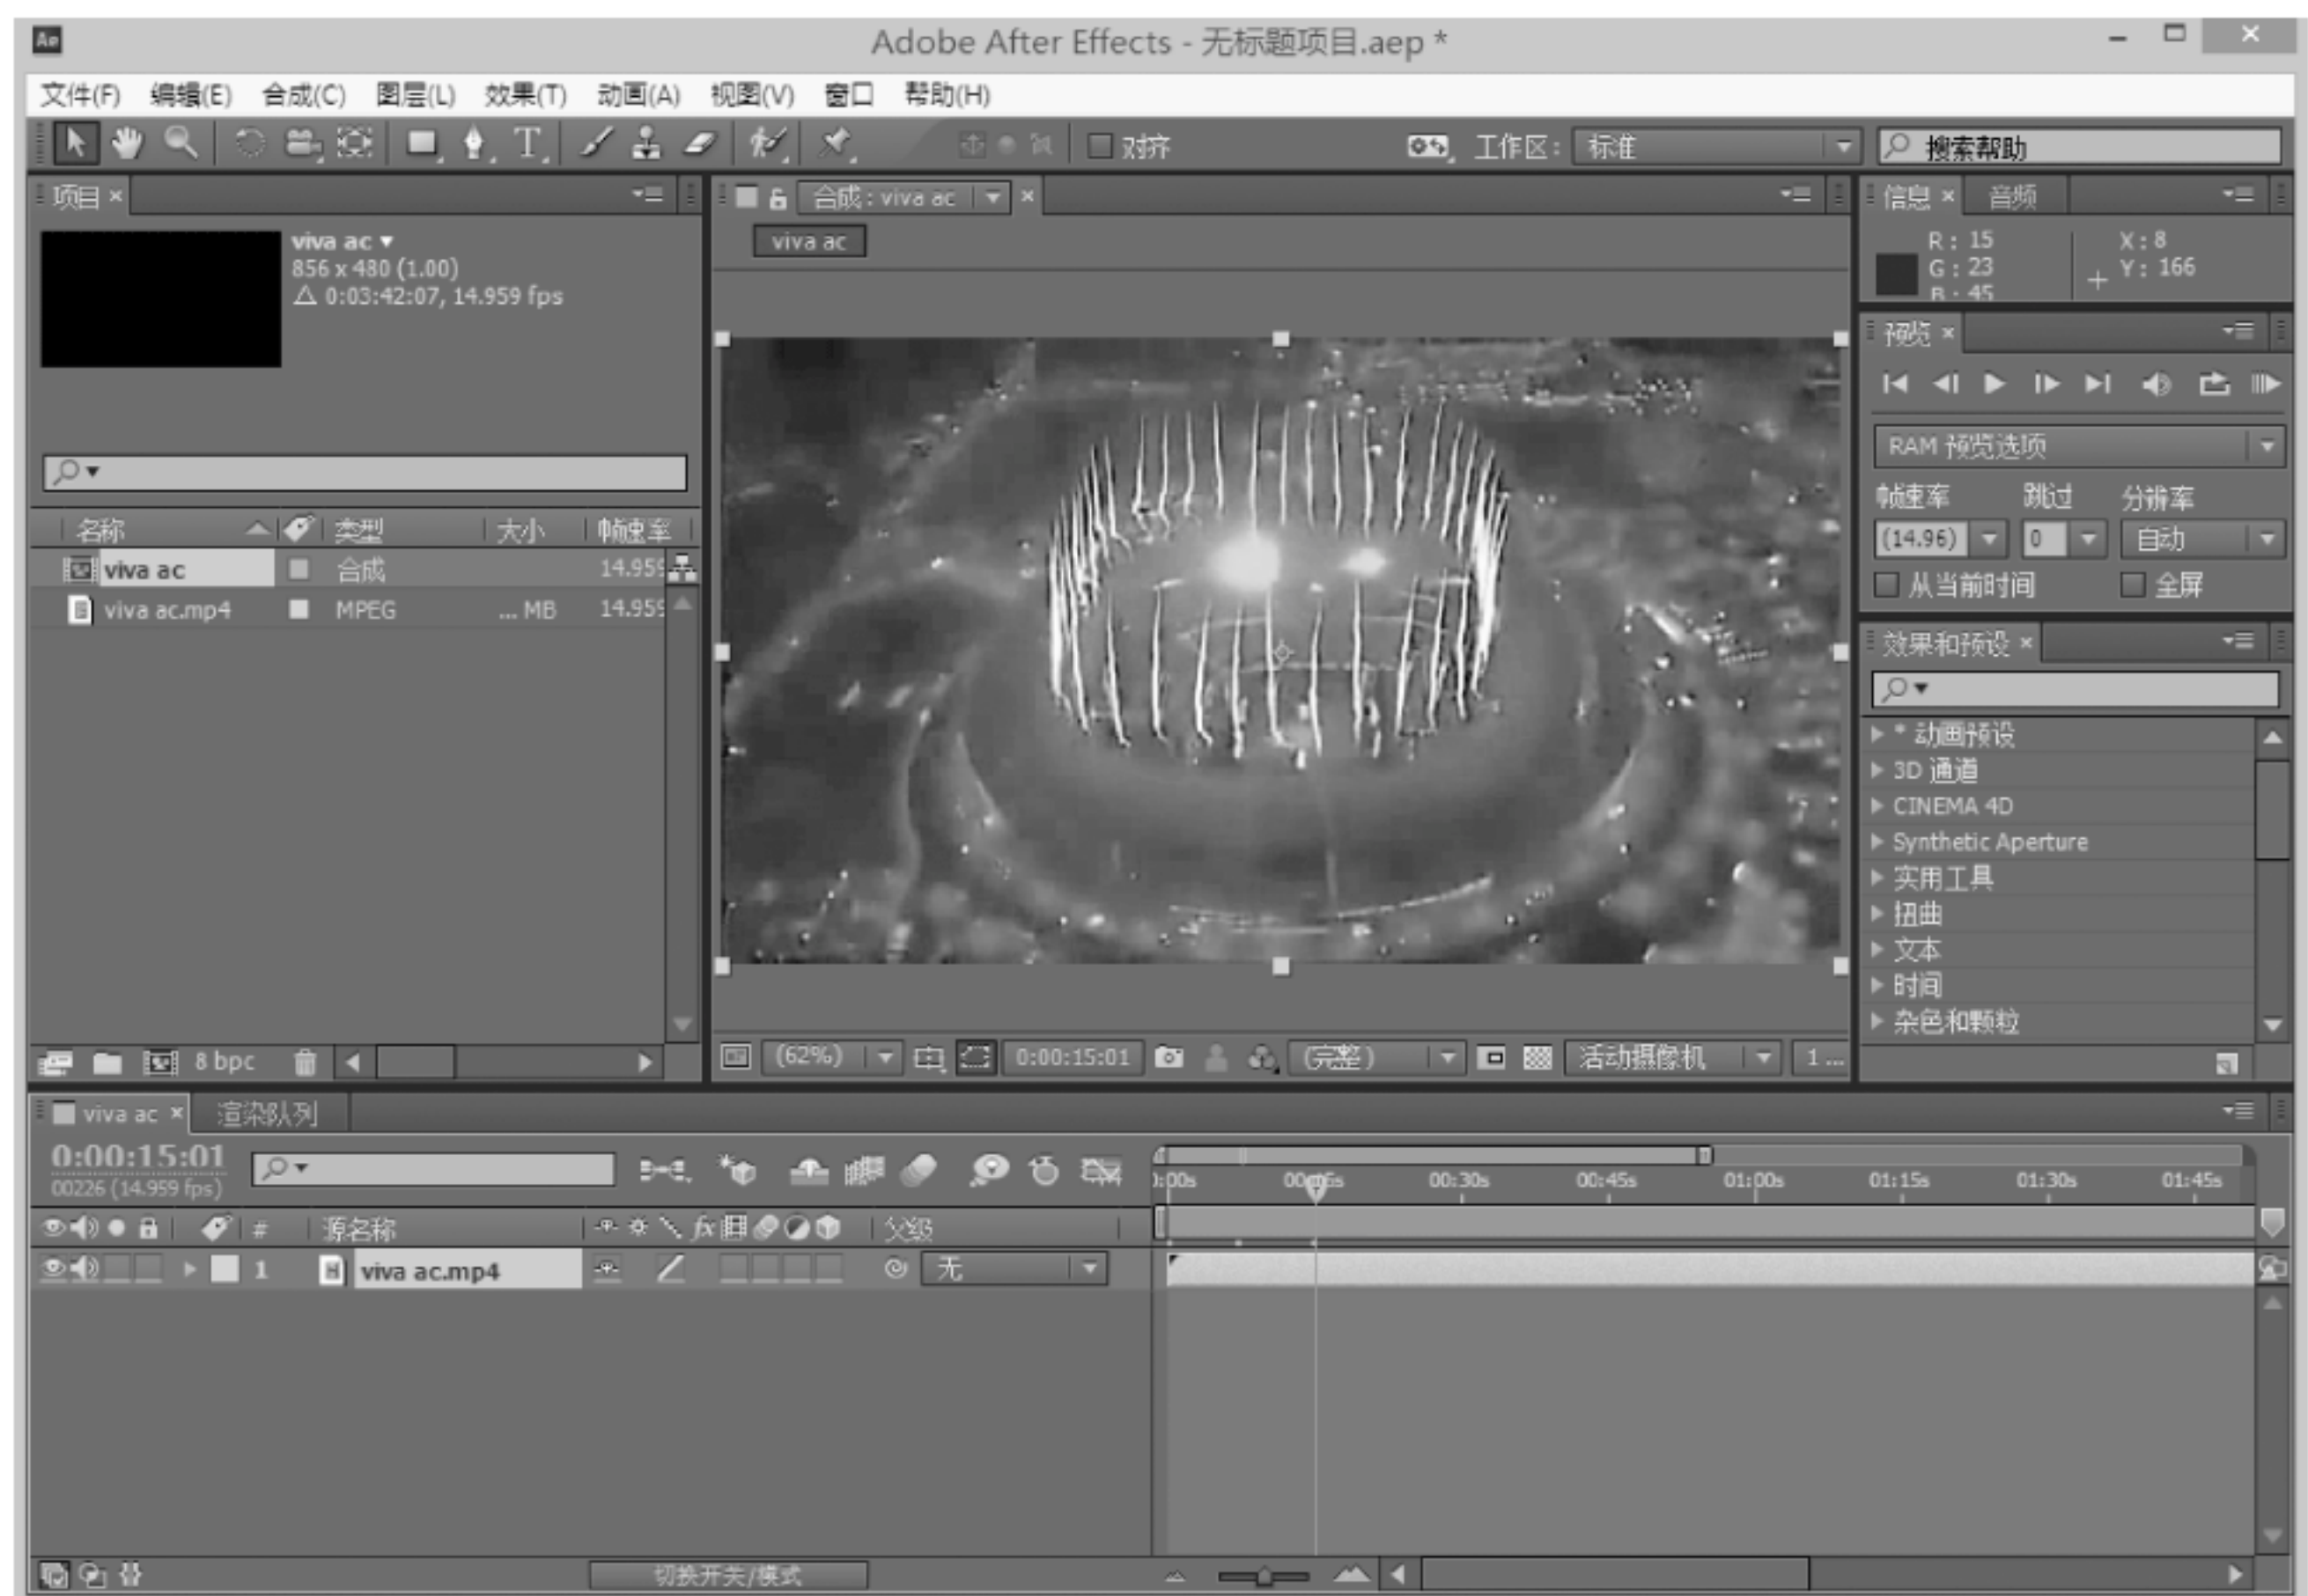 Ae
Adobe After Effects - 无标题项目.aep *
文件(F) 编辑(E) 合成(C) 图层(L) 效果(T) 动画(A) 视图(V) 窗口 帮助(H)
对齐 工作区: 标准 搜索帮助
项目 ×
viva ac
856 x 480 (1.00)
Δ 0:03:42:07, 14.959 fps
名称 类型 大小 帧速率
viva ac 合成 14.959
viva ac.mp4 MPEG ... MB 14.959
8 bpc
合成: viva ac ×
viva ac
(62%) 0:00:15:01 (完整) 活动摄像机 1 ...
信息 × 音频
R: 15 X: 8
G: 23 Y: 166
B: 45
预览 ×
RAM 预览选项
帧速率 跳过 分辨率
(14.96) 0 自动
从当前时间 全屏
效果和预设 ×
* 动画预设
3D 通道
CINEMA 4D
Synthetic Aperture
实用工具
扭曲
文本
时间
杂色和颗粒
viva ac × 渲染队列
0:00:15:01
00226 (14.959 fps)
):00s 00:30s 00:45s 01:00s 01:15s 01:30s 01:45s
# 源名称 fx 父级
1 viva ac.mp4 无
切换开关/模式